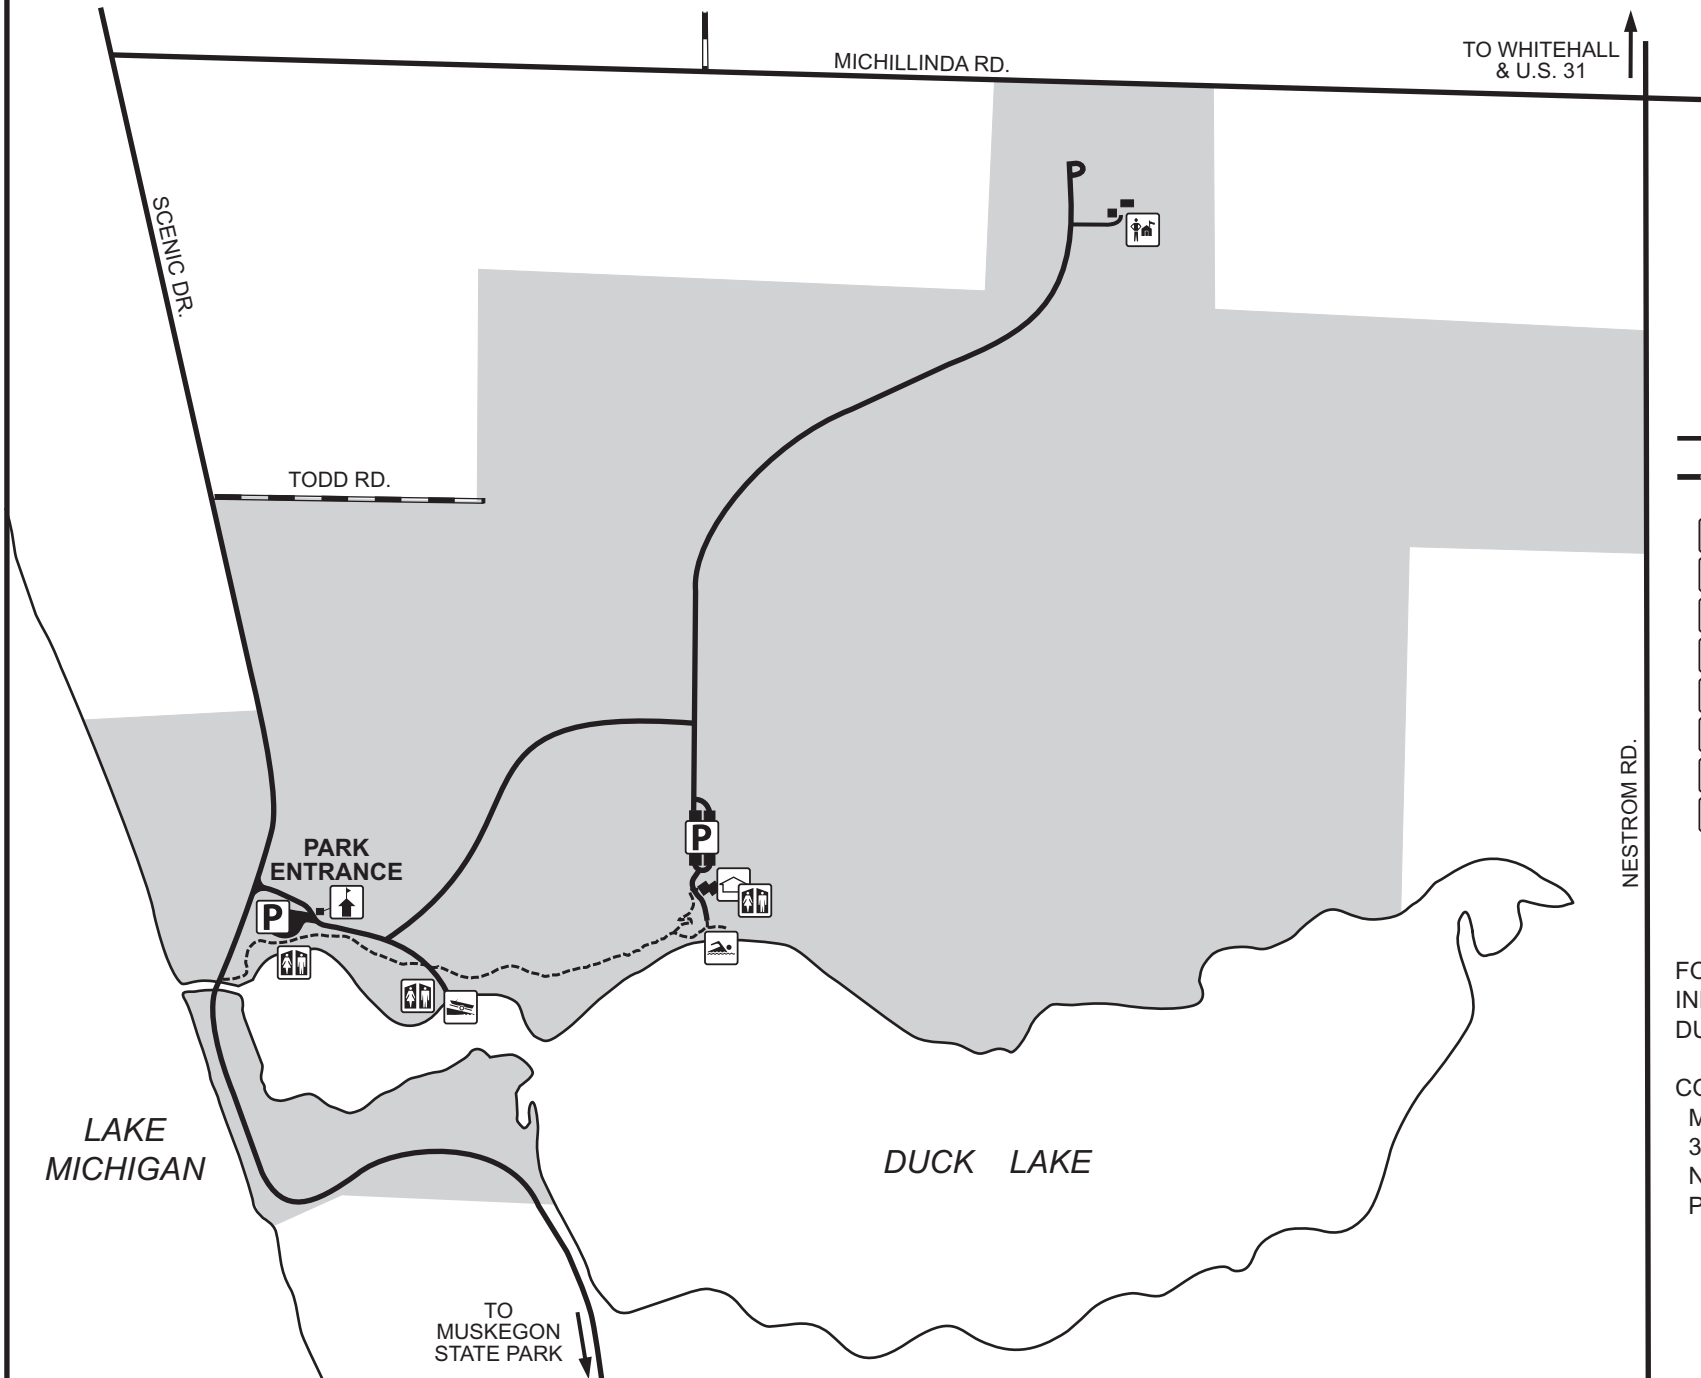 TO WHITEHALL
& U.S. 31
MICHILLINDA RD.
SCENIC DR.
TODD RD.
NESTROM RD.
PARK
ENTRANCE
P
P
LAKE
MICHIGAN
DUCK LAKE
TO
MUSKEGON
STATE PARK